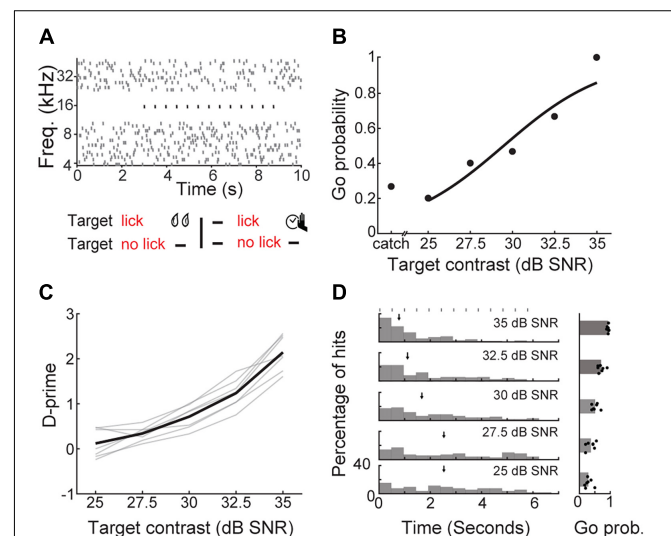 A
Freq. (kHz)
32
16
8
4
0 2 4 6 8 10
Time (s)
Target lick – lick
Target no lick – – no lick –
B
Go probability
1
0.8
0.6
0.4
0.2
0
catch 25 27.5 30 32.5 35
Target contrast (dB SNR)
C
D-prime
3
2
1
0
-1
25 27.5 30 32.5 35
Target contrast (dB SNR)
D
Percentage of hits
35 dB SNR
32.5 dB SNR
30 dB SNR
27.5 dB SNR
25 dB SNR
40
0
0 2 4 6
Time (Seconds)
0 1
Go prob.